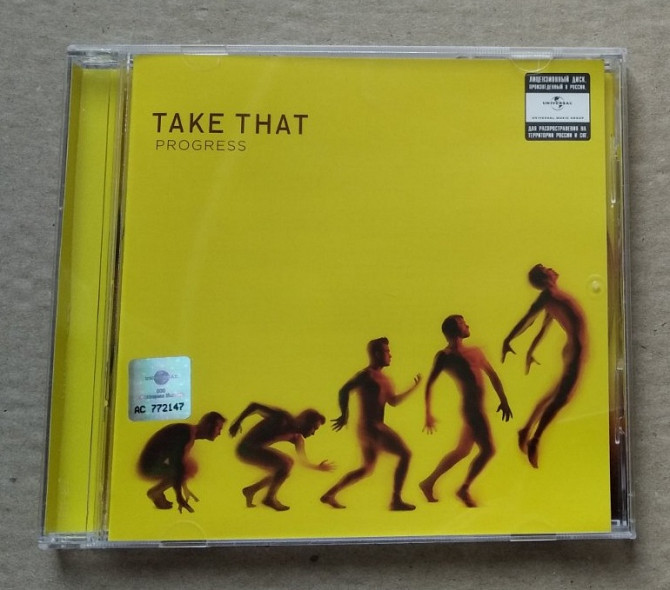 TAKE THAT
PROGRESS
ЛИЦЕНЗИОННЫЙ ДИСК,
ПРОИЗВЕДЕННЫЙ В РОССИИ.
UNIVERSAL
UNIVERSAL MUSIC GROUP
ДЛЯ РАСПРОСТРАНЕНИЯ НА
ТЕРРИТОРИИ РОССИИ И СНГ.
AC 772147